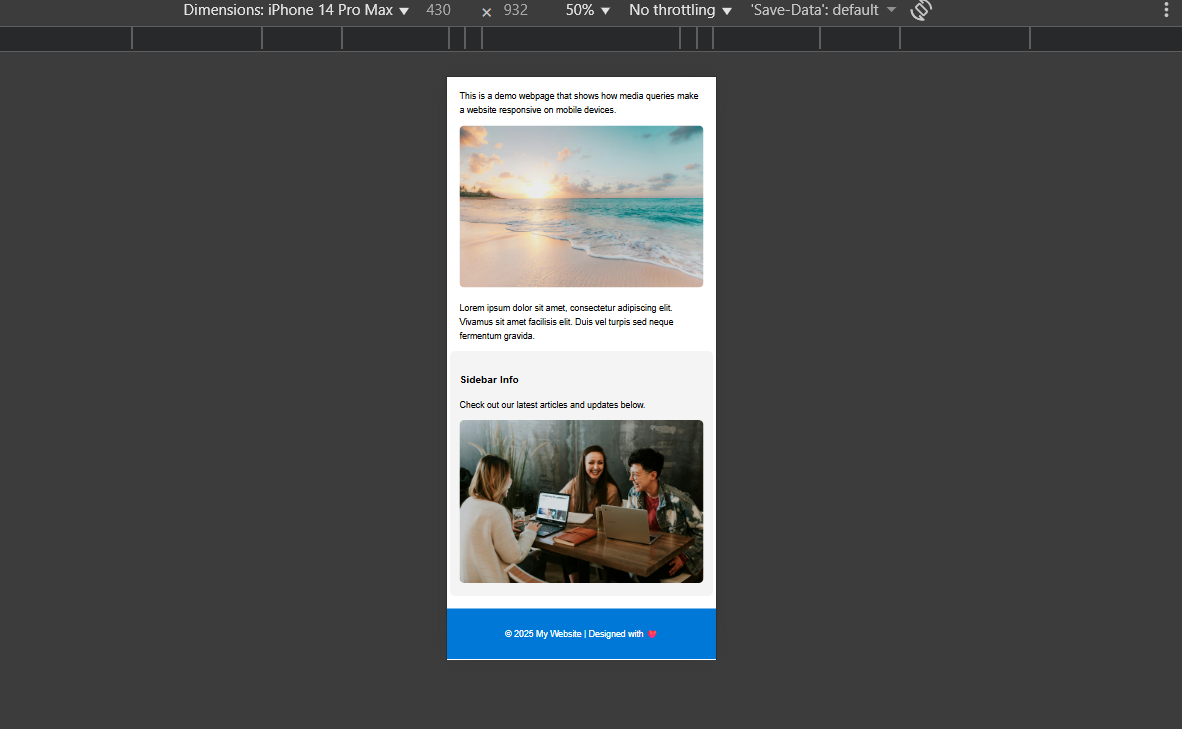 Dimensions: iPhone 14 Pro Max ▼ 430 × 932 50% ▼ No throttling ▼ 'Save-Data': default ▼
This is a demo webpage that shows how media queries make
a website responsive on mobile devices.
Lorem ipsum dolor sit amet, consectetur adipiscing elit.
Vivamus sit amet facilisis elit. Duis vel turpis sed neque
fermentum gravida.
Sidebar Info
Check out our latest articles and updates below.
© 2025 My Website | Designed with ❤️